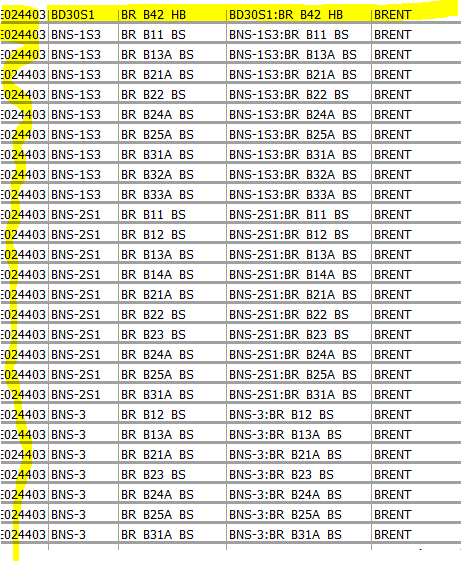 E024403 BD30S1 BR B42 HB BD30S1:BR B42 HB BRENT
E024403 BNS-1S3 BR B11 BS BNS-1S3:BR B11 BS BRENT
E024403 BNS-1S3 BR B13A BS BNS-1S3:BR B13A BS BRENT
E024403 BNS-1S3 BR B21A BS BNS-1S3:BR B21A BS BRENT
E024403 BNS-1S3 BR B22 BS BNS-1S3:BR B22 BS BRENT
E024403 BNS-1S3 BR B24A BS BNS-1S3:BR B24A BS BRENT
E024403 BNS-1S3 BR B25A BS BNS-1S3:BR B25A BS BRENT
E024403 BNS-1S3 BR B31A BS BNS-1S3:BR B31A BS BRENT
E024403 BNS-1S3 BR B32A BS BNS-1S3:BR B32A BS BRENT
E024403 BNS-1S3 BR B33A BS BNS-1S3:BR B33A BS BRENT
E024403 BNS-2S1 BR B11 BS BNS-2S1:BR B11 BS BRENT
E024403 BNS-2S1 BR B12 BS BNS-2S1:BR B12 BS BRENT
E024403 BNS-2S1 BR B13A BS BNS-2S1:BR B13A BS BRENT
E024403 BNS-2S1 BR B14A BS BNS-2S1:BR B14A BS BRENT
E024403 BNS-2S1 BR B21A BS BNS-2S1:BR B21A BS BRENT
E024403 BNS-2S1 BR B22 BS BNS-2S1:BR B22 BS BRENT
E024403 BNS-2S1 BR B23 BS BNS-2S1:BR B23 BS BRENT
E024403 BNS-2S1 BR B24A BS BNS-2S1:BR B24A BS BRENT
E024403 BNS-2S1 BR B25A BS BNS-2S1:BR B25A BS BRENT
E024403 BNS-2S1 BR B31A BS BNS-2S1:BR B31A BS BRENT
E024403 BNS-3 BR B12 BS BNS-3:BR B12 BS BRENT
E024403 BNS-3 BR B13A BS BNS-3:BR B13A BS BRENT
E024403 BNS-3 BR B21A BS BNS-3:BR B21A BS BRENT
E024403 BNS-3 BR B23 BS BNS-3:BR B23 BS BRENT
E024403 BNS-3 BR B24A BS BNS-3:BR B24A BS BRENT
E024403 BNS-3 BR B25A BS BNS-3:BR B25A BS BRENT
E024403 BNS-3 BR B31A BS BNS-3:BR B31A BS BRENT